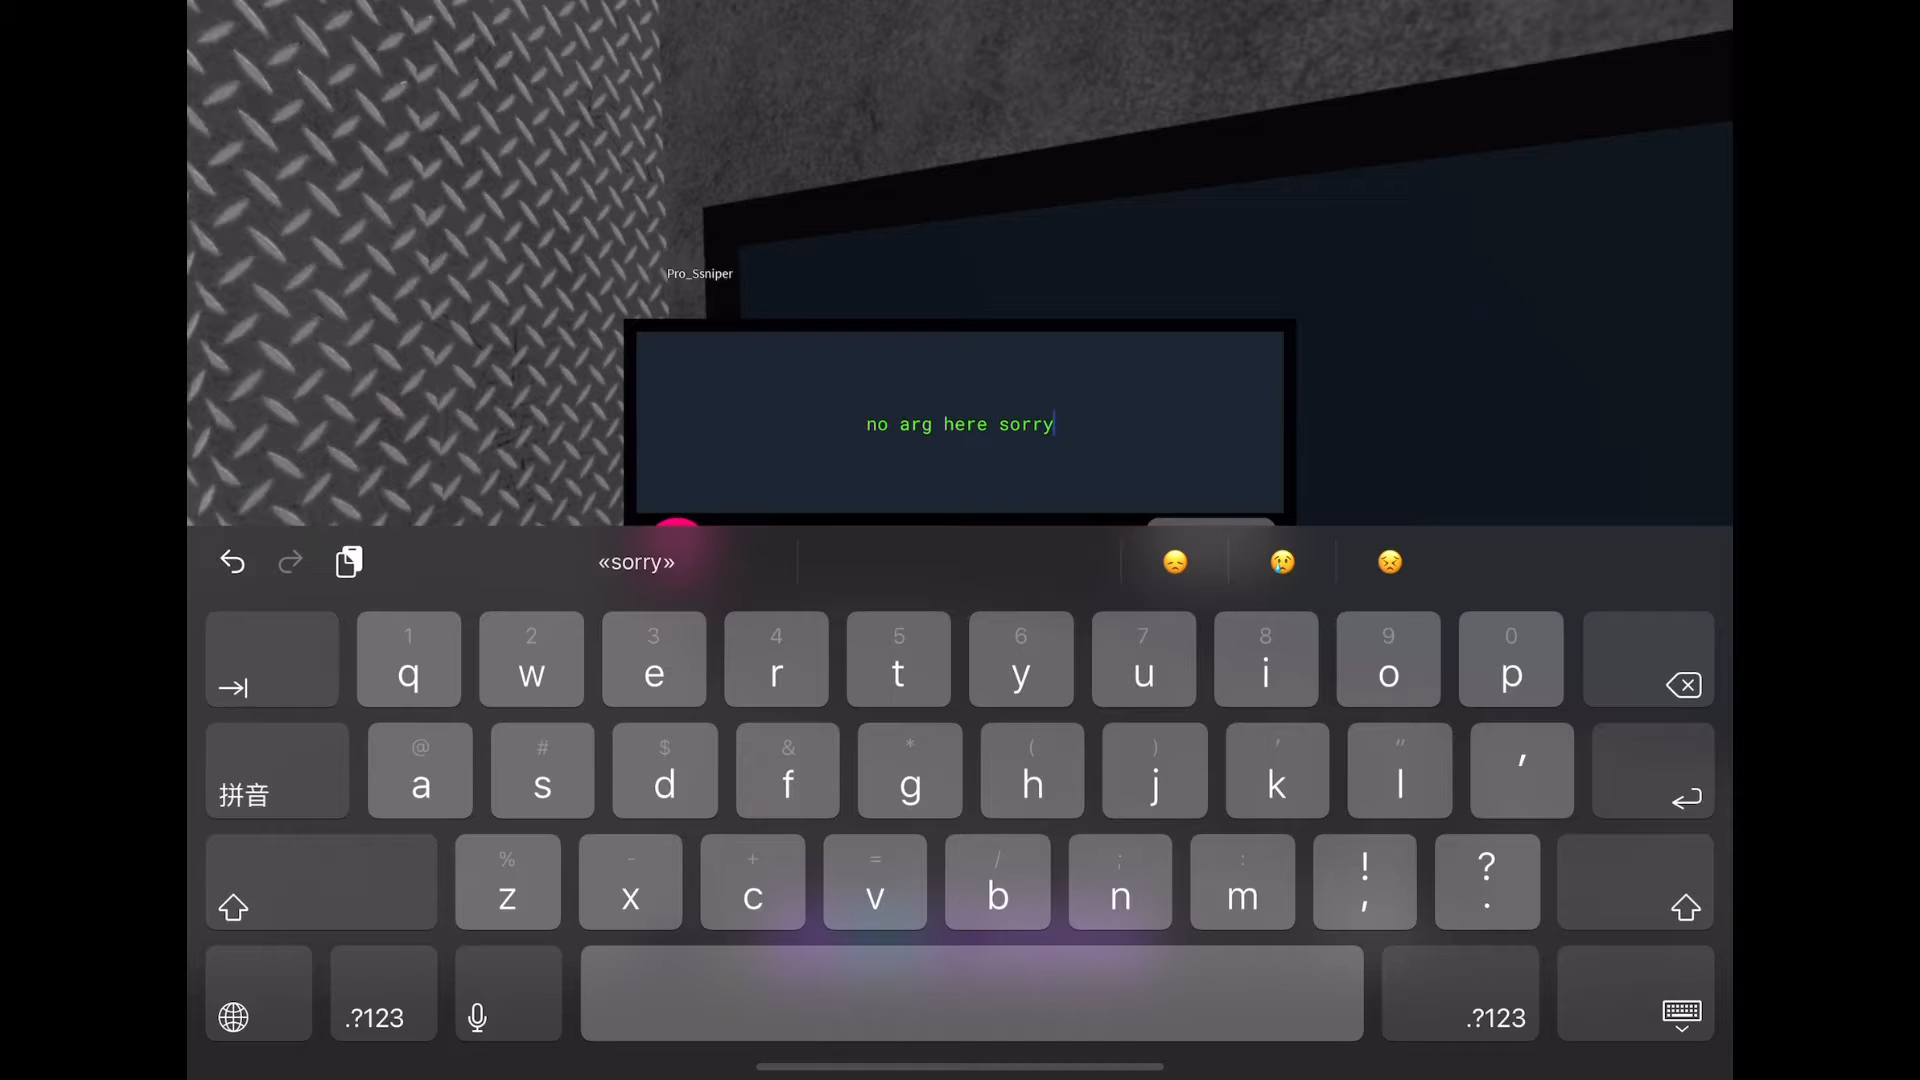 Pro_Ssniper
no arg here sorry
«sorry» 😞 😢 😣
1 2 3 4 5 6 7 8 9 0
q w e r t y u i o p
@ # $ & * ( ) ' "
拼音 a s d f g h j k l '
% - + = / ; : ! ?
z x c v b n m , .
.?123 .?123